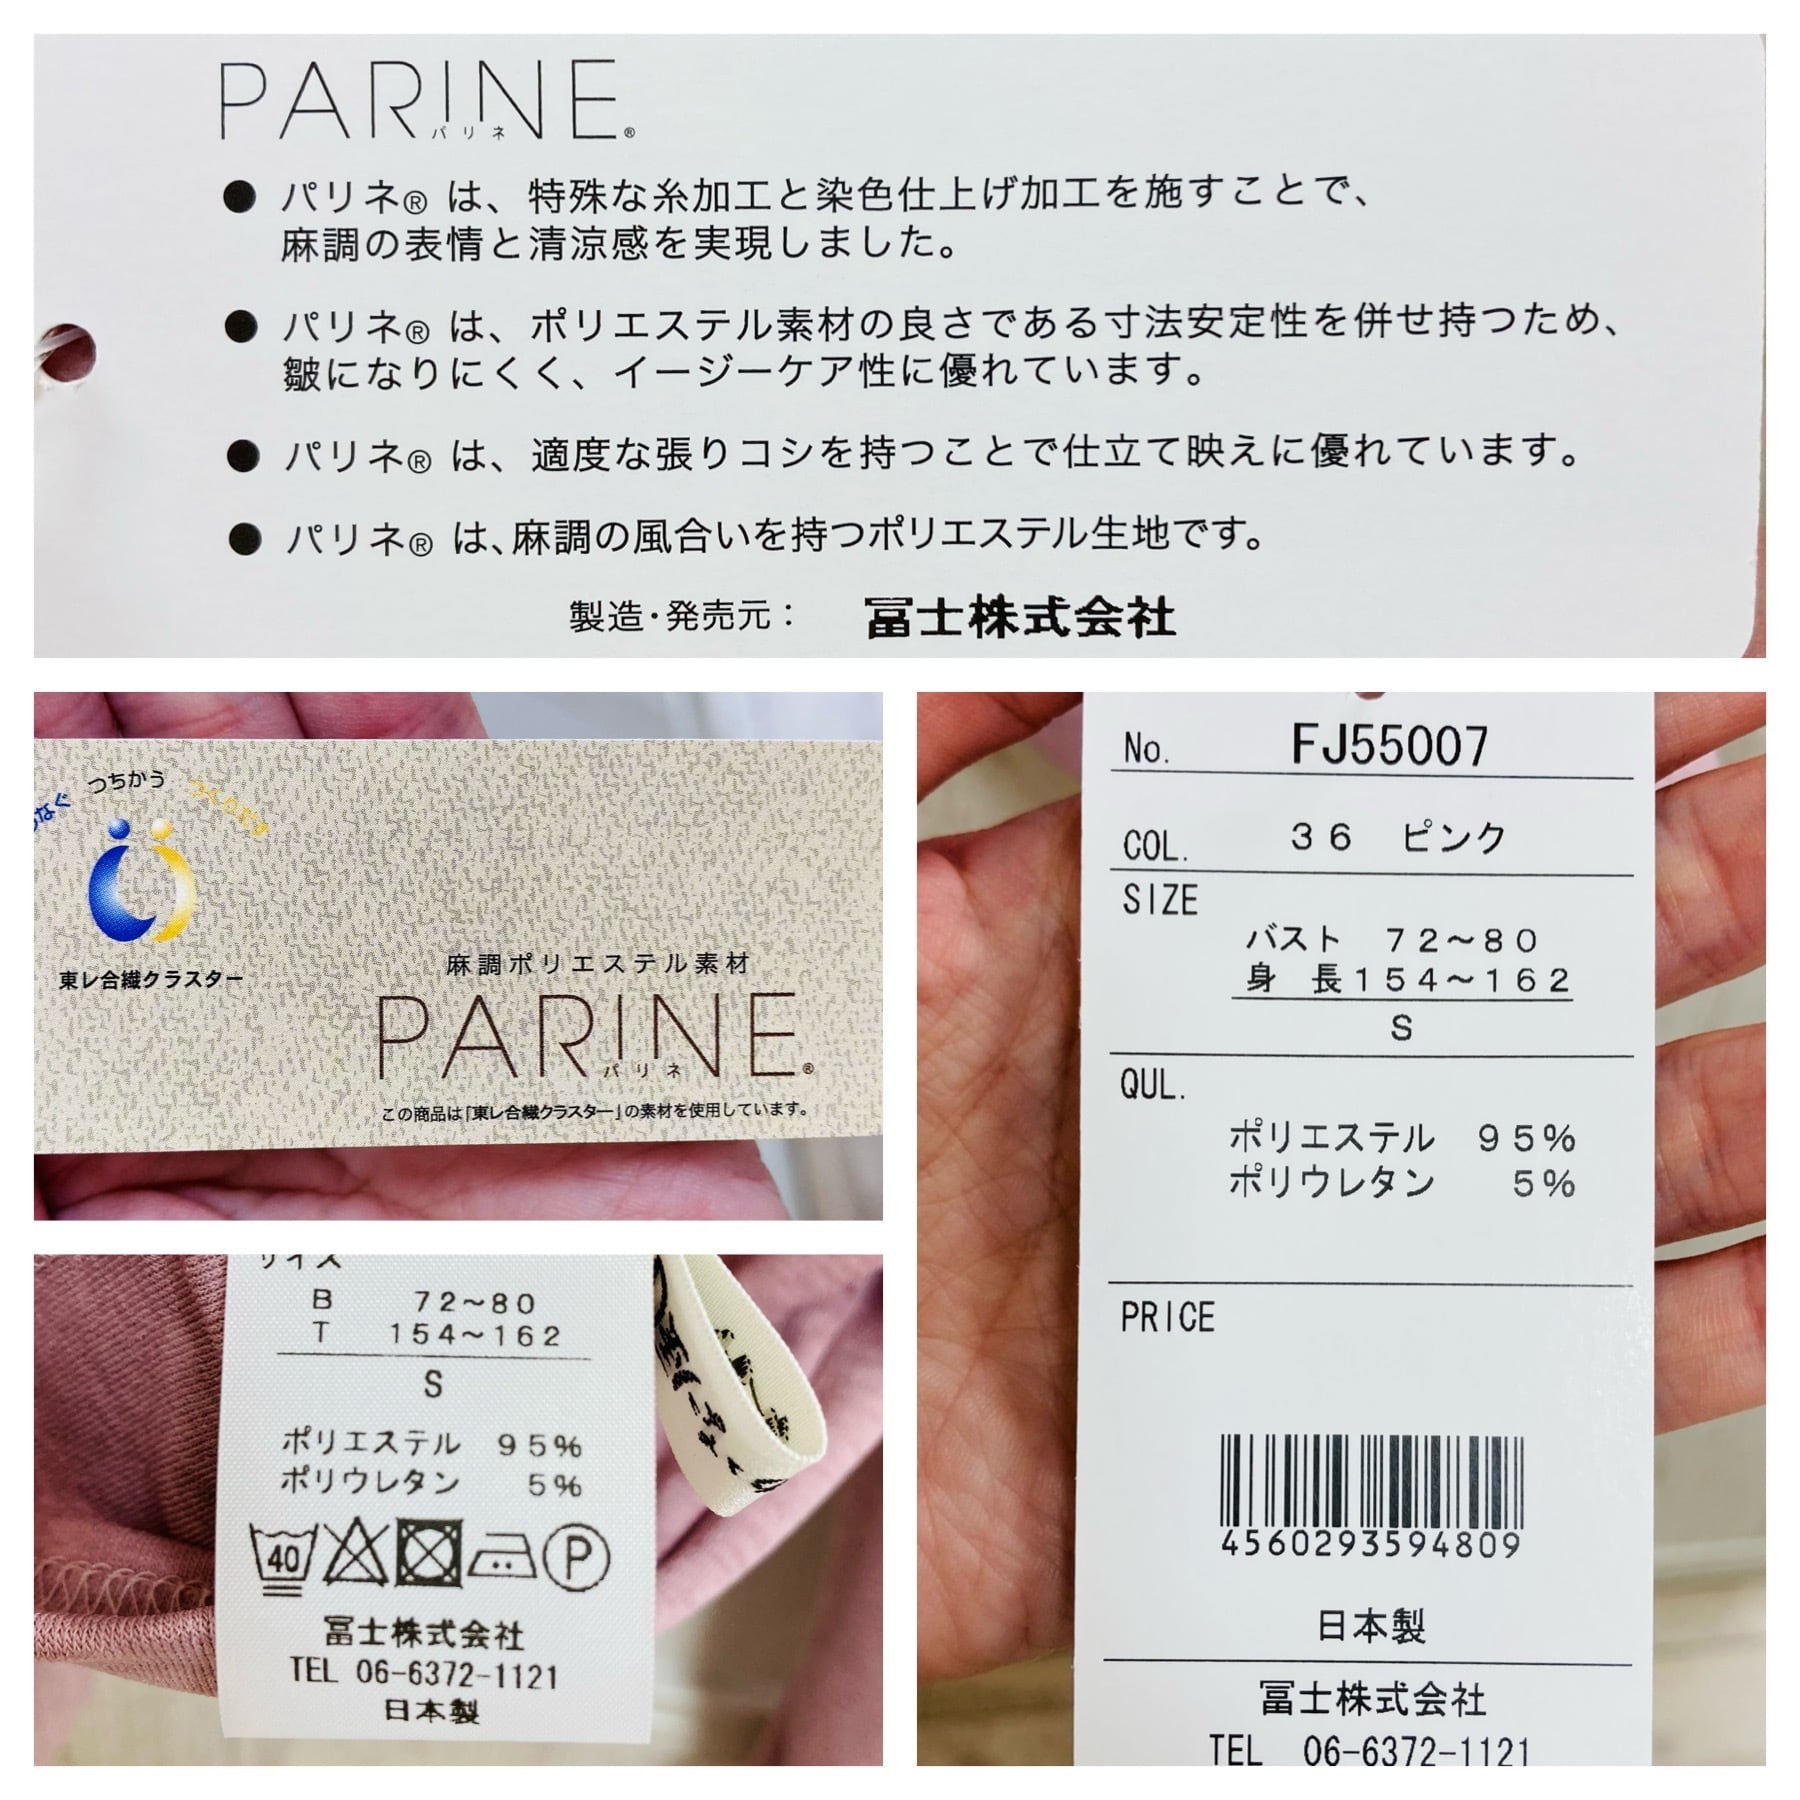 PARINE®
パリネ
● パリネ® は、特殊な糸加工と染色仕上げ加工を施すことで、
麻調の表情と清涼感を実現しました。
● パリネ® は、ポリエステル素材の良さである寸法安定性を併せ持つため、
皺になりにくく、イージーケア性に優れています。
● パリネ® は、適度な張りコシを持つことで仕立て映えに優れています。
● パリネ® は、麻調の風合いを持つポリエステル生地です。
製造・発売元： 冨士株式会社
つちかう
東レ合繊クラスター
麻調ポリエステル素材
PARINE®
パリネ
この商品は「東レ合繊クラスター」の素材を使用しています。
サイズ
B 72～80
T 154～162
S
ポリエステル 95%
ポリウレタン 5%
40 P
冨士株式会社
TEL 06-6372-1121
日本製
No. FJ55007
COL. 36 ピンク
SIZE
バスト 72～80
身 長154～162
S
QUL.
ポリエステル 95%
ポリウレタン 5%
PRICE
4560293594809
日本製
冨士株式会社
TEL 06-6372-1121